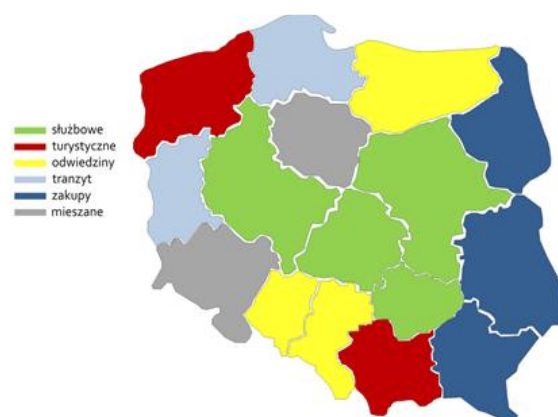 służbowe
turystyczne
odwiedziny
tranzyt
zakupy
mieszane